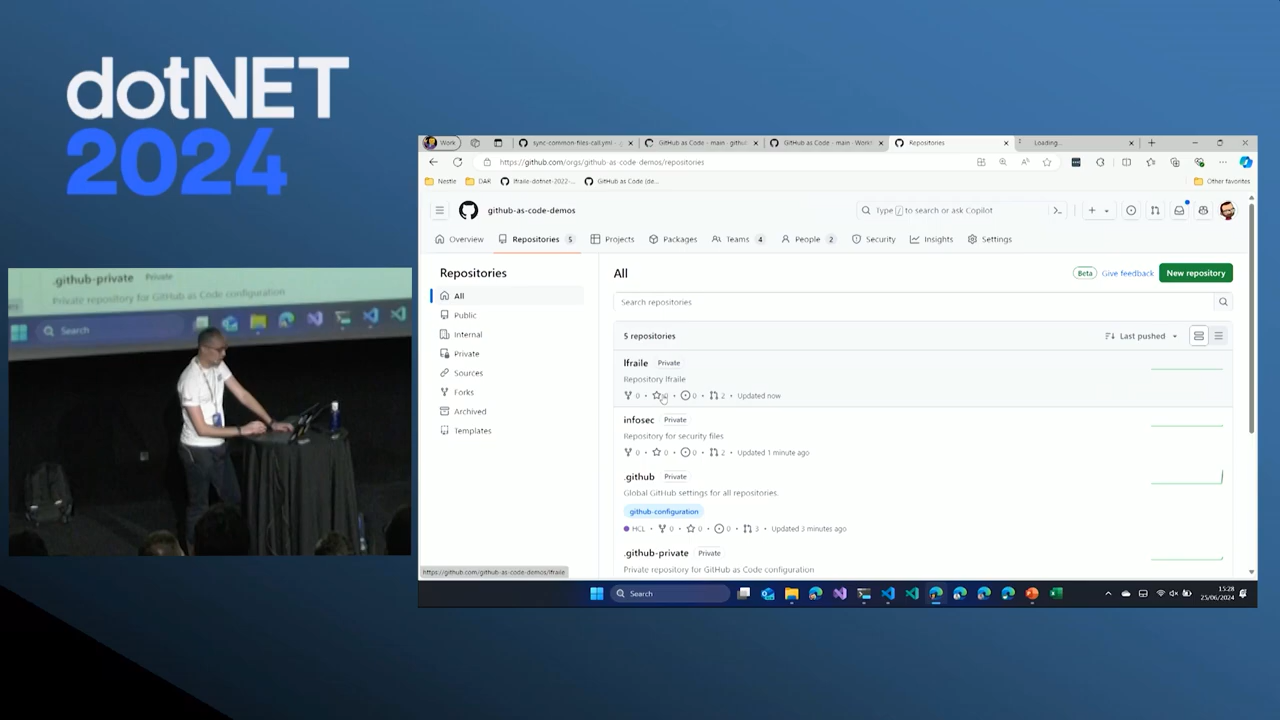 dotNET
2024
.github-private Private
Private repository for GitHub as Code configuration
Search
Work
sync-common-files-call.yml - g
GitHub as Code - main · githul
GitHub as Code - main · Work
Repositories
Loading...
https://github.com/orgs/github-as-code-demos/repositories
Nestle
DAR
lfraile-dotnet-2022-...
GitHub as Code (de...
Other favorites
github-as-code-demos
Type / to search or ask Copilot
Overview
Repositories 5
Projects
Packages
Teams 4
People 2
Security
Insights
Settings
Repositories
All
Public
Internal
Private
Sources
Forks
Archived
Templates
All
Beta Give feedback New repository
Search repositories
5 repositories
Last pushed
lfraile Private
Repository lfraile
0 · 0 · 0 · 2 · Updated now
infosec Private
Repository for security files
0 · 0 · 0 · 2 · Updated 1 minute ago
.github Private
Global GitHub settings for all repositories.
github-configuration
HCL · 0 · 0 · 0 · 3 · Updated 3 minutes ago
.github-private Private
Private repository for GitHub as Code configuration
https://github.com/github-as-code-demos/lfraile
Search
15:28
25/06/2024